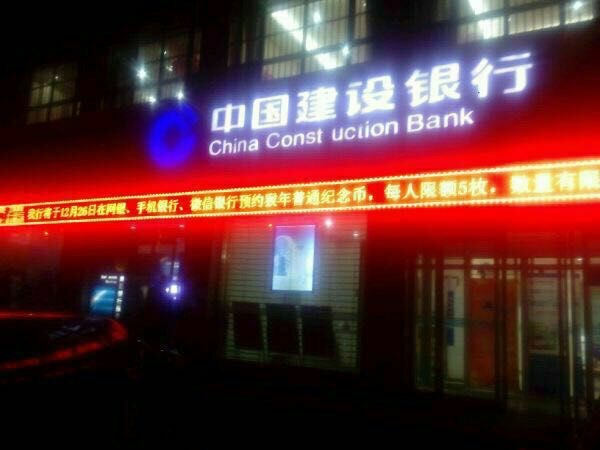 中国建设银行
China Const uction Bank
我行将于12月26日在网银、手机银行、微信银行预约猴年普通纪念币，每人限额5枚，数量有限